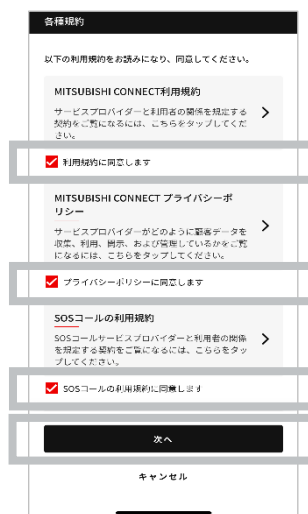 各種規約
以下の利用規約をお読みになり、同意してください。
MITSUBISHI CONNECT利用規約
サービスプロバイダーと利用者の関係を規定する
契約をご覧になるには、こちらをタップしてくだ
さい。
利用規約に同意します
MITSUBISHI CONNECT プライバシーポ
リシー
サービスプロバイダーがどのように顧客データを
収集、利用、開示、および管理しているかをご覧
になるには、こちらをタップしてください。
プライバシーポリシーに同意します
SOSコールの利用規約
SOSコールサービスプロバイダーと利用者の関係
を規定する契約をご覧になるには、こちらをタッ
プしてください。
SOSコールの利用規約に同意します
次へ
キャンセル